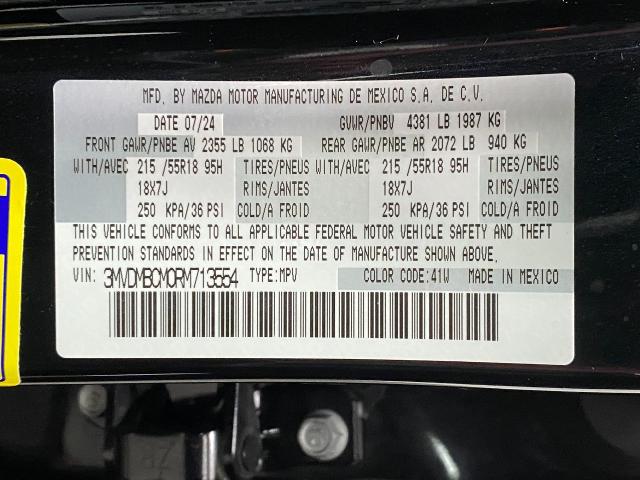 MFD. BY MAZDA MOTOR MANUFACTURING DE MEXICO S.A. DE C.V.
DATE 07/24 GVWR/PNBV 4381 LB 1987 KG
FRONT GAWR/PNBE AV 2355 LB 1068 KG REAR GAWR/PNBE AR 2072 LB 940 KG
WITH/AVEC 215 /55R18 95H TIRES/PNEUS WITH/AVEC 215 /55R18 95H TIRES/PNEUS
18X7J RIMS/JANTES 18X7J RIMS/JANTES
250 KPA/36 PSI COLD/A FROID 250 KPA/36 PSI COLD/A FROID
THIS VEHICLE CONFORMS TO ALL APPLICABLE FEDERAL MOTOR VEHICLE SAFETY AND THEFT
PREVENTION STANDARDS IN EFFECT ON THE DATE OF MANUFACTURE SHOWN ABOVE.
VIN: 3MVDMBCM0RM713554 TYPE:MPV COLOR CODE:41W MADE IN MEXICO